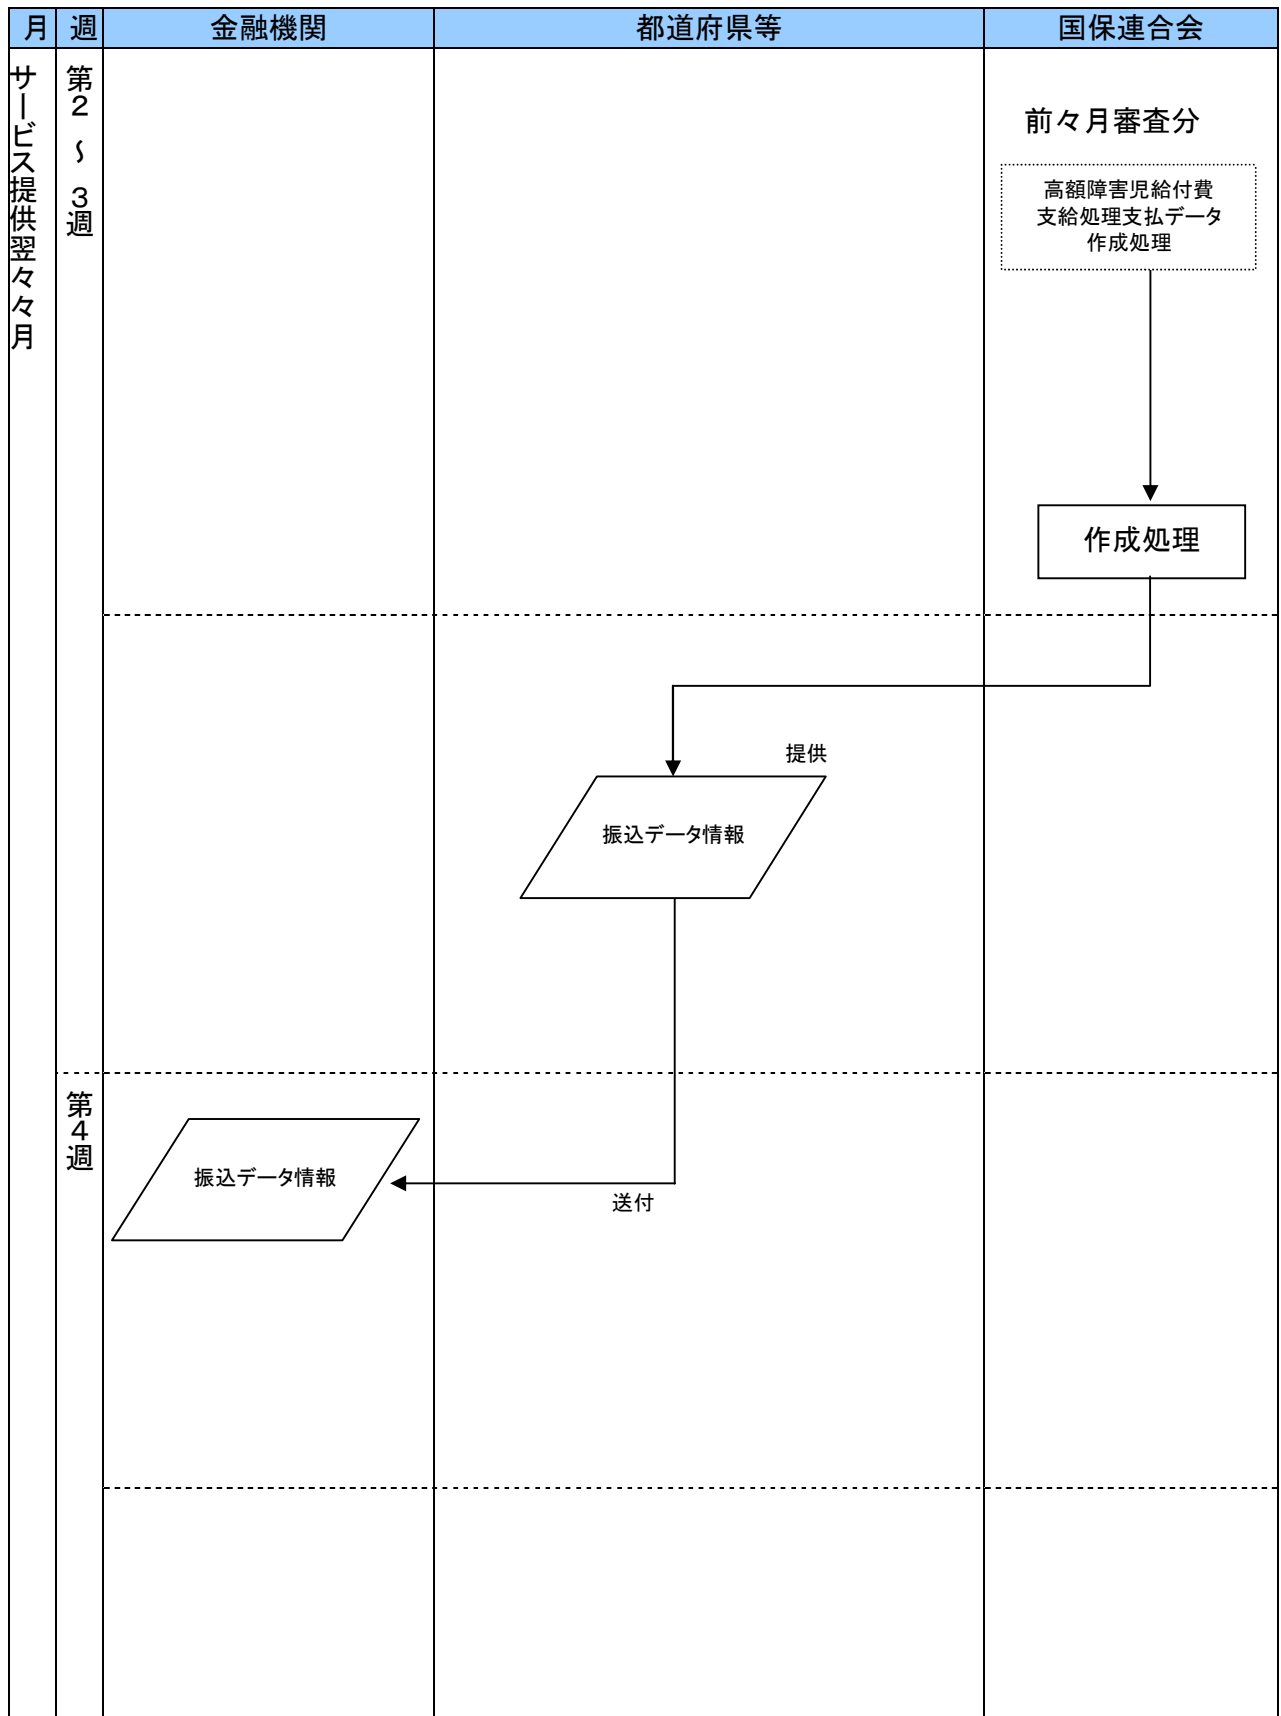 月 週 金融機関 都道府県等 国保連合会
サービス提供翌々々月
第２～３週
前々月審査分
高額障害児給付費
支給処理支払データ
作成処理
作成処理
提供
振込データ情報
第４週
振込データ情報
送付